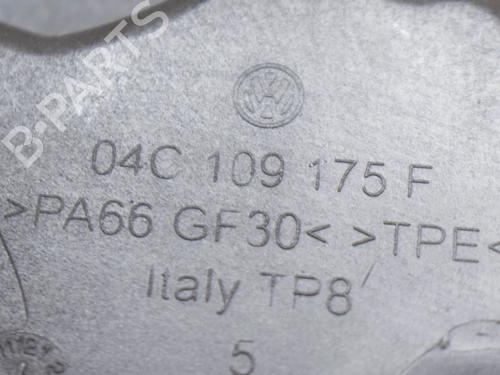 B-PARTS
04C 109 175 F
>PA66 GF30< >TPE<
Italy TP8
5